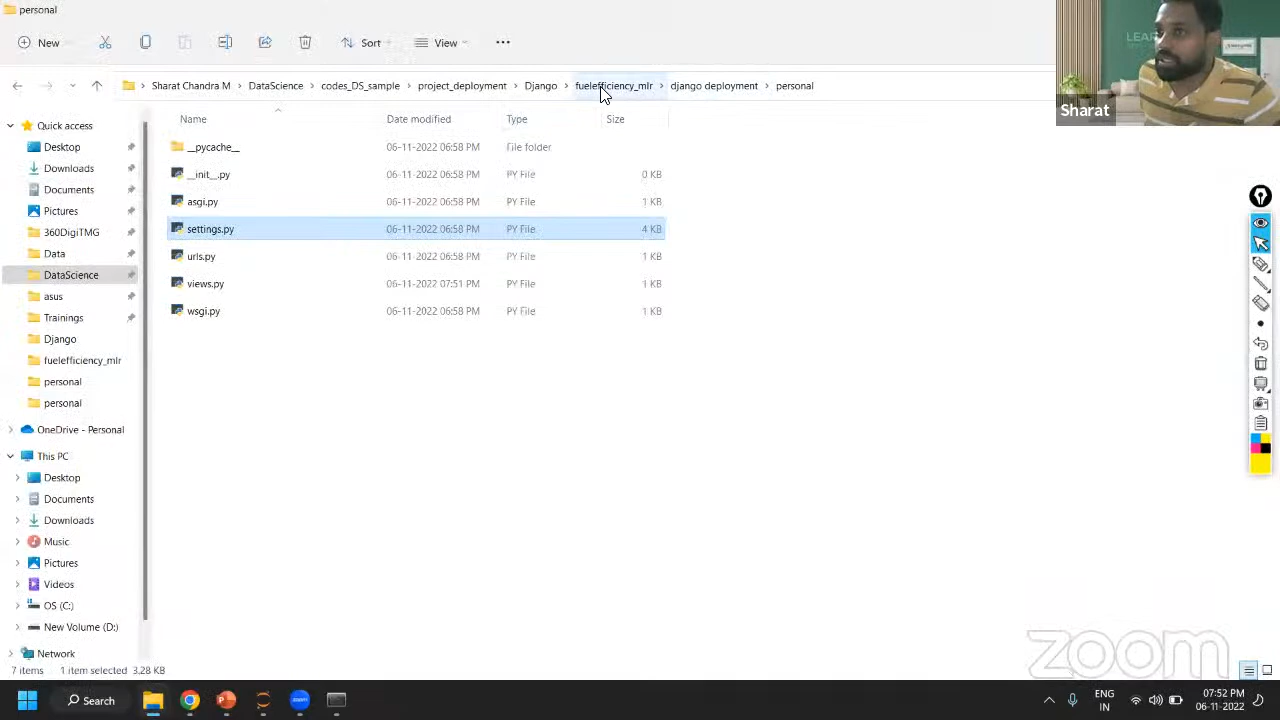 personal
New
Sort
View
Sharat Chandra M
DataScience
codes_DS_sample
project_deployment
Django
fuelefficiency_mlr
django deployment
personal
Sharat
Name
Date modified
Type
Size
Quick access
Desktop
Downloads
Documents
Pictures
360DigiTMG
Data
DataScience
asus
Trainings
Django
fuelefficiency_mlr
personal
personal
OneDrive - Personal
This PC
Desktop
Documents
Downloads
Music
Pictures
Videos
OS (C:)
New Volume (D:)
Network
__pycache__ 06-11-2022 06:58 PM File folder
__init__.py 06-11-2022 06:58 PM PY File 0 KB
asgi.py 06-11-2022 06:58 PM PY File 1 KB
settings.py 06-11-2022 06:58 PM PY File 4 KB
urls.py 06-11-2022 06:58 PM PY File 1 KB
views.py 06-11-2022 07:51 PM PY File 1 KB
wsgi.py 06-11-2022 06:58 PM PY File 1 KB
zoom
7 items 1 item selected 3.28 KB
Search
ENG
IN
07:52 PM
06-11-2022